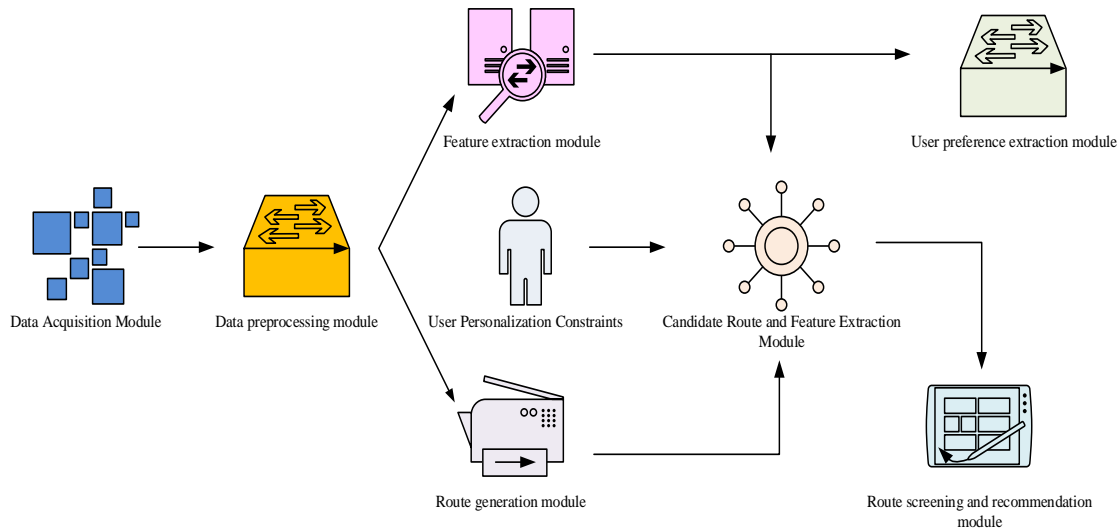 Feature extraction module
User preference extraction module
Data Acquisition Module
Data preprocessing module
User Personalization Constraints
Candidate Route and Feature Extraction
Module
Route generation module
Route screening and recommendation
module